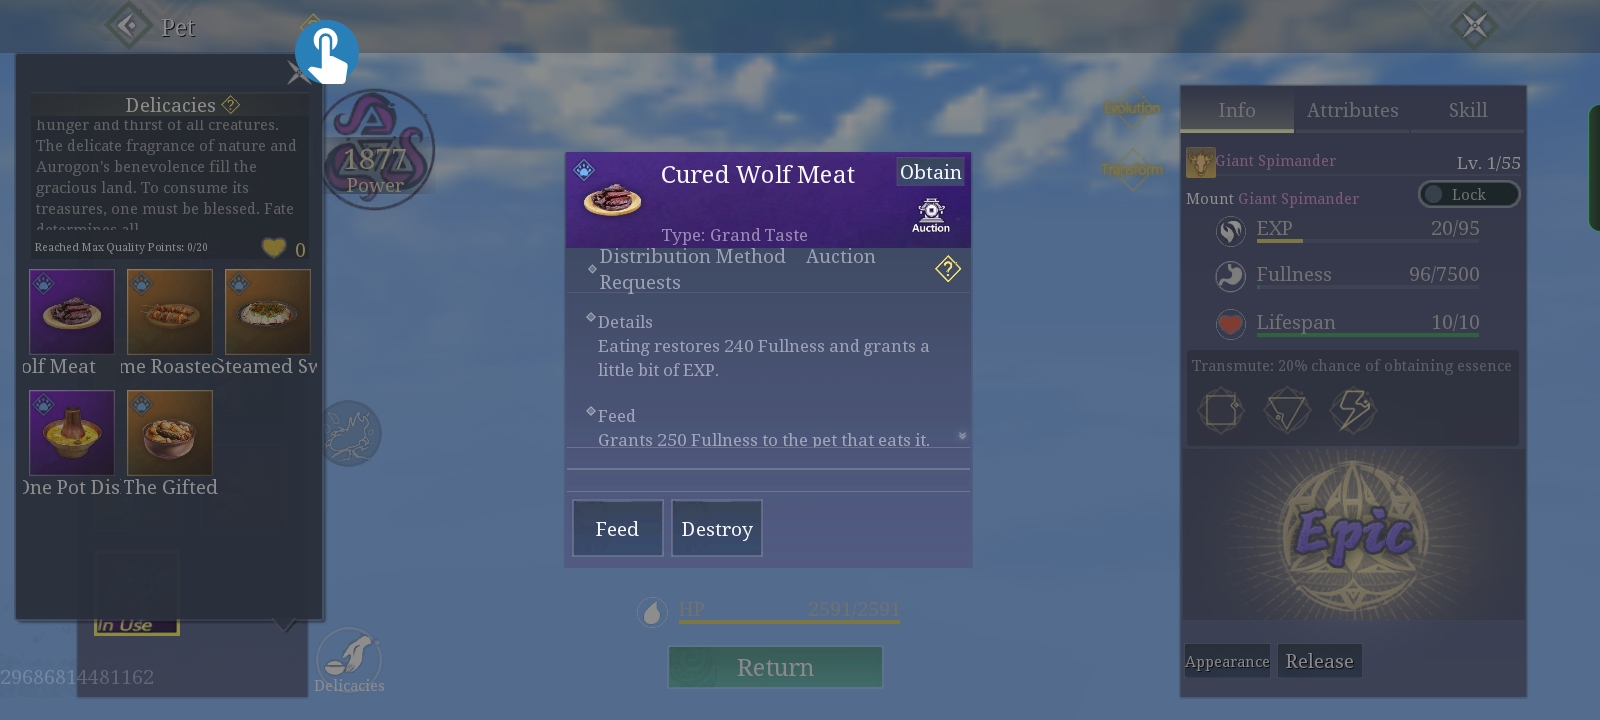 Pet
Delicacies
hunger and thirst of all creatures.
The delicate fragrance of nature and
Aurogon's benevolence fill the
gracious land. To consume its
treasures, one must be blessed. Fate
determines all
Reached Max Quality Points: 0/20
0
olf Meat
me Roasted
Steamed Sw
One Pot Dis
The Gifted
In Use
29686814481162
Delicacies
1877
Power
Cured Wolf Meat
Obtain
Auction
Type: Grand Taste
Distribution Method Auction
Requests
Details
Eating restores 240 Fullness and grants a
little bit of EXP.
Feed
Grants 250 Fullness to the pet that eats it.
Feed
Destroy
HP 2591/2591
Return
Evolution
Transform
Info
Attributes
Skill
Giant Spimander
Lv. 1/55
Mount Giant Spimander
Lock
EXP 20/95
Fullness 96/7500
Lifespan 10/10
Transmute: 20% chance of obtaining essence
Epic
Appearance
Release